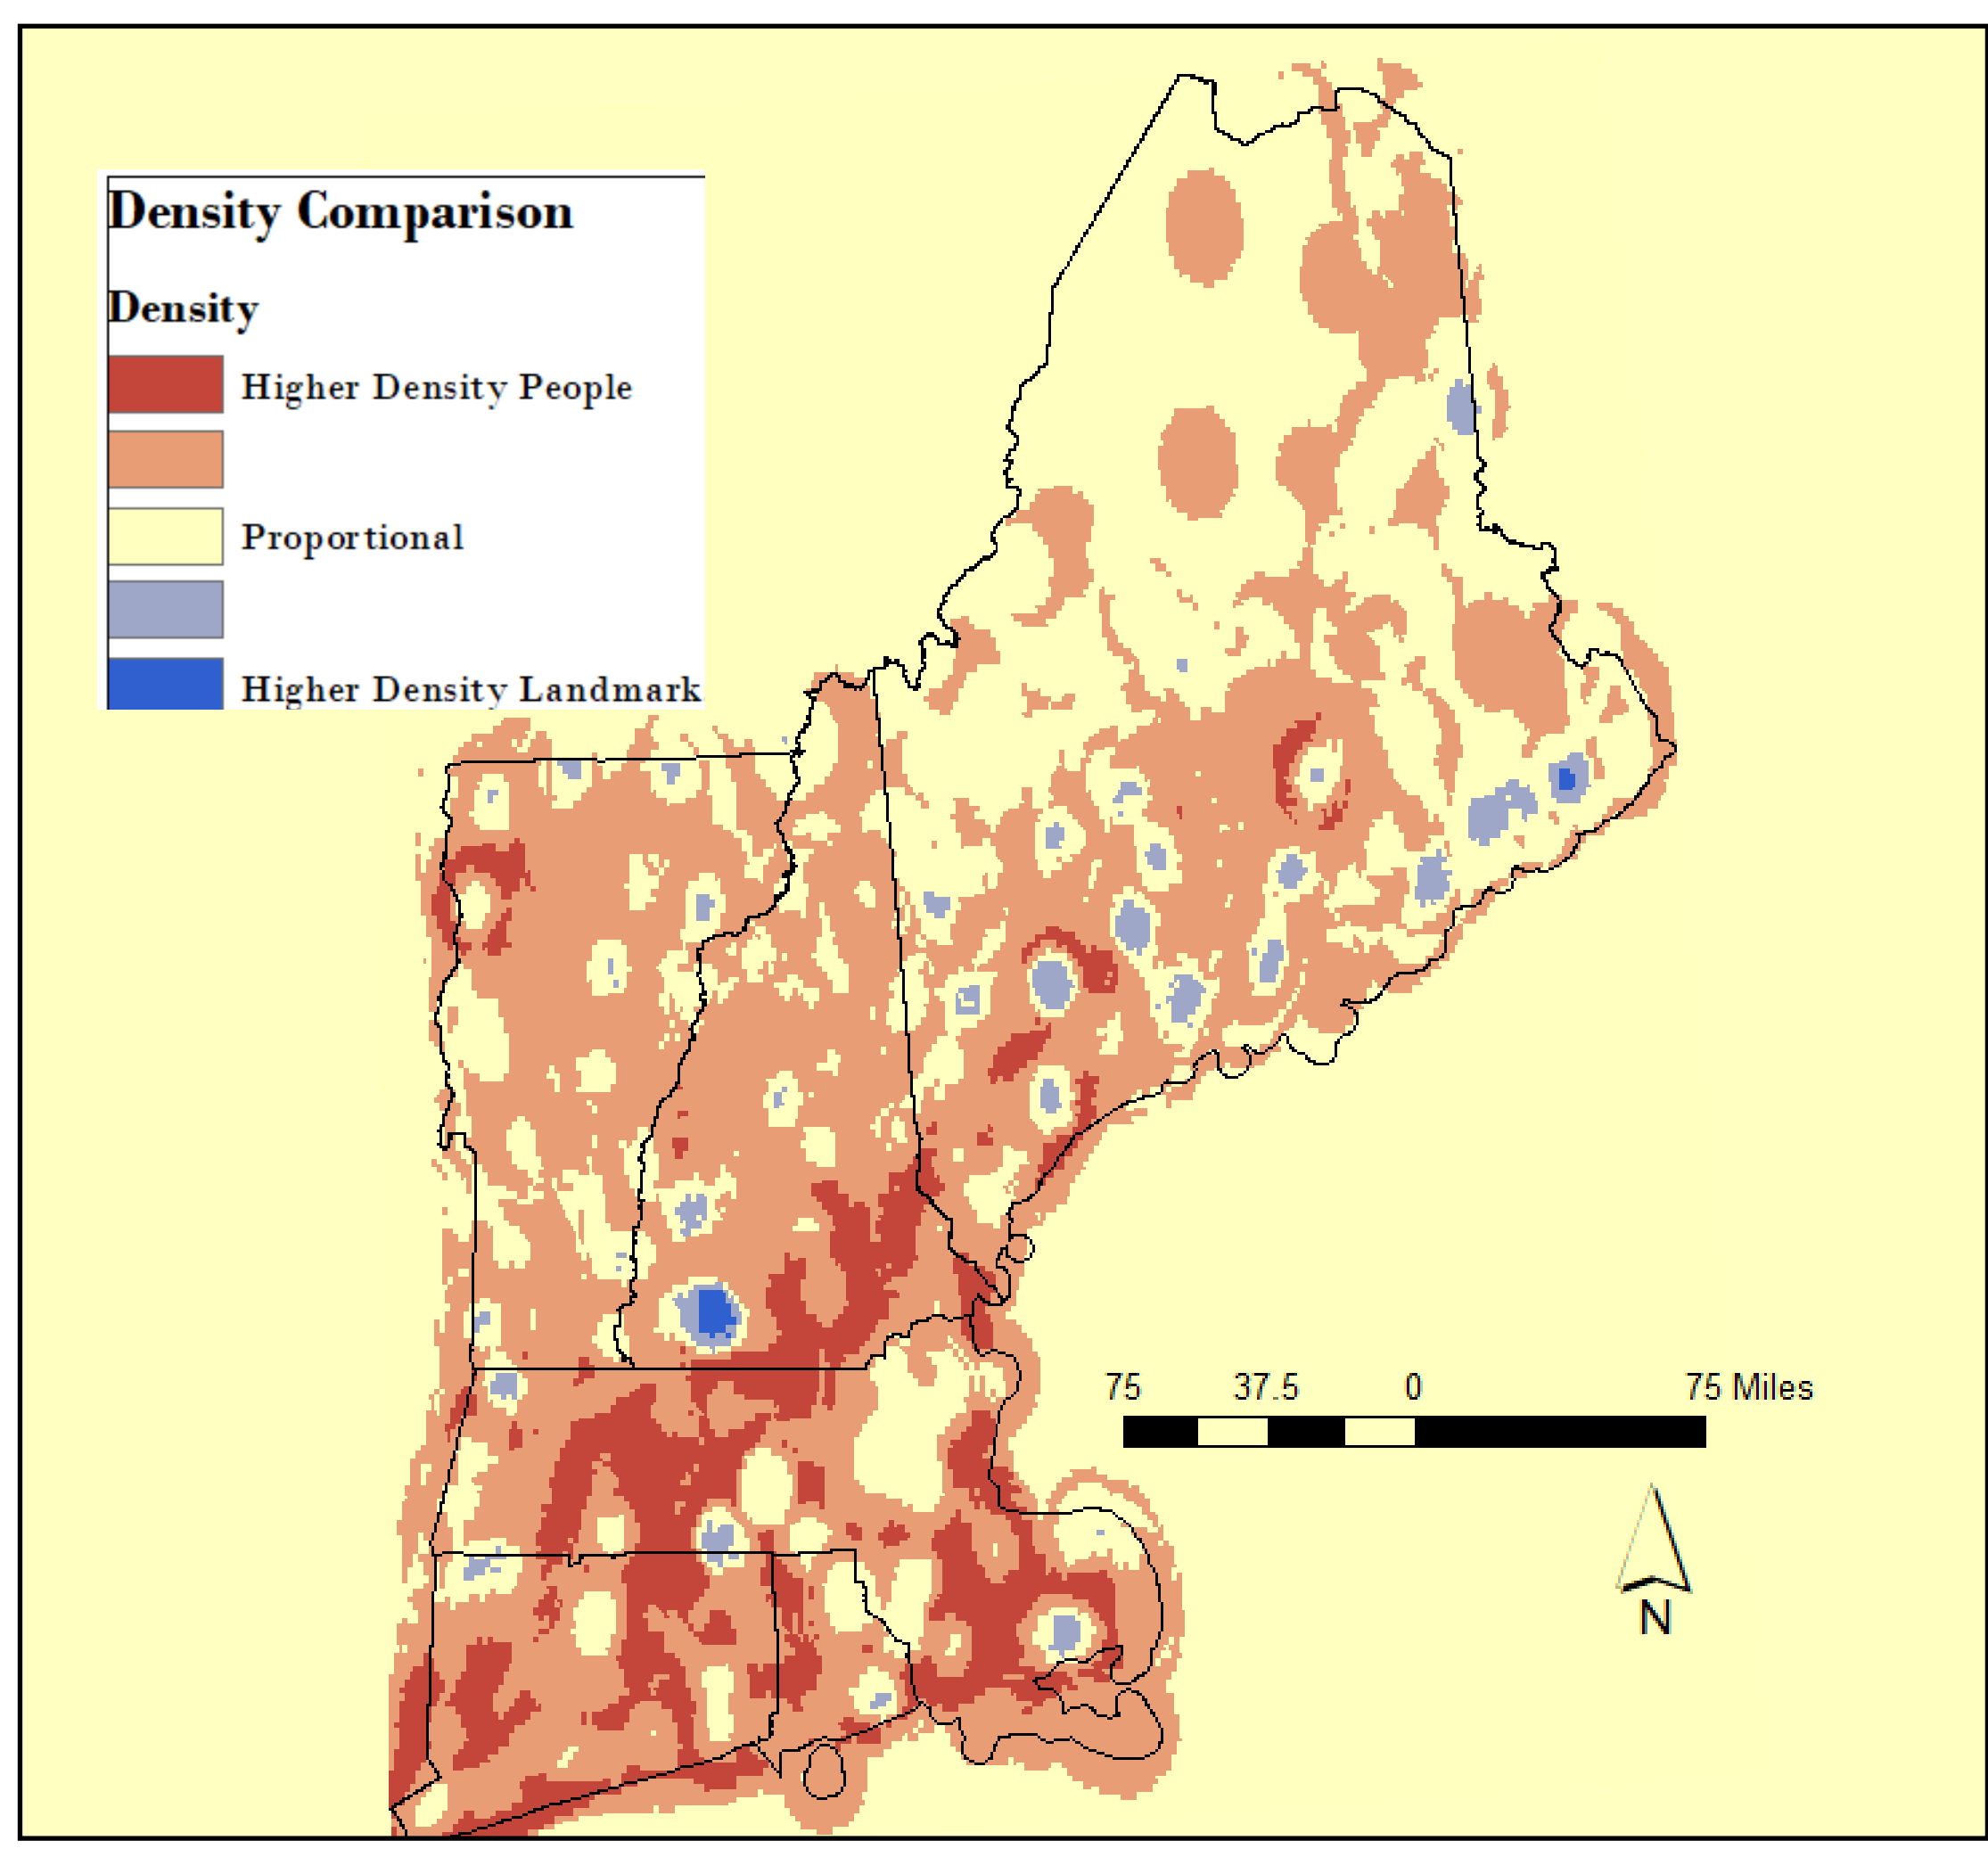 Density Comparison
Density
Higher Density People
Proportional
Higher Density Landmark
75 37.5 0 75 Miles
N